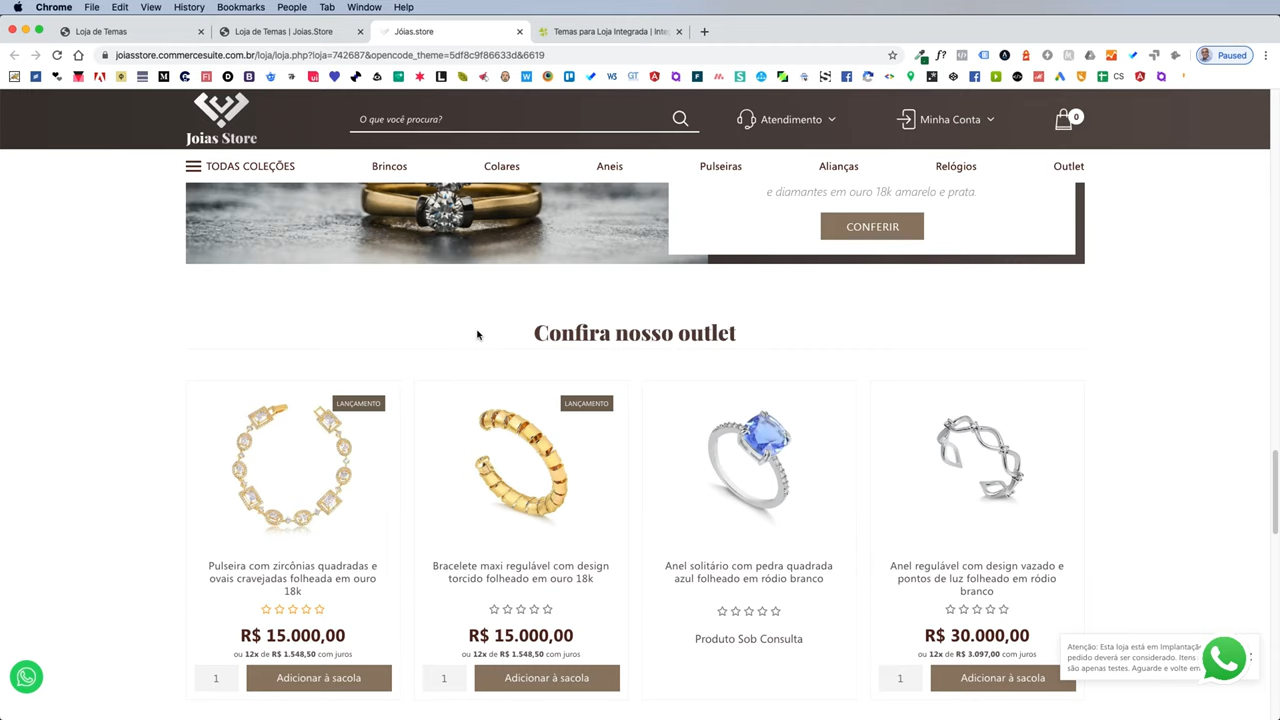 Chrome File Edit View History Bookmarks People Tab Window Help
Loja de Temas
Loja de Temas | Joias.Store
Jóias.store
Temas para Loja Integrada | Inte
joiasstore.commercesuite.com.br/loja/loja.php?loja=742687&opencode_theme=5df8c9f86633d&6619
Paused
Joias Store
O que você procura?
Atendimento
Minha Conta
0
TODAS COLEÇÕES
Brincos
Colares
Aneis
Pulseiras
Alianças
Relógios
Outlet
e diamantes em ouro 18k amarelo e prata.
CONFERIR
Confira nosso outlet
LANÇAMENTO
Pulseira com zircônias quadradas e
ovais cravejadas folheada em ouro
18k
R$ 15.000,00
ou 12x de R$ 1.548,50 com juros
1
Adicionar à sacola
LANÇAMENTO
Bracelete maxi regulável com design
torcido folheado em ouro 18k
R$ 15.000,00
ou 12x de R$ 1.548,50 com juros
1
Adicionar à sacola
Anel solitário com pedra quadrada
azul folheado em ródio branco
Produto Sob Consulta
Anel regulável com design vazado e
pontos de luz folheado em ródio
branco
R$ 30.000,00
ou 12x de R$ 3.097,00 com juros
1
Adicionar à sacola
Atenção: Esta loja está em Implantaçã
pedido deverá ser considerado. Itens
são apenas testes. Aguarde e volte em